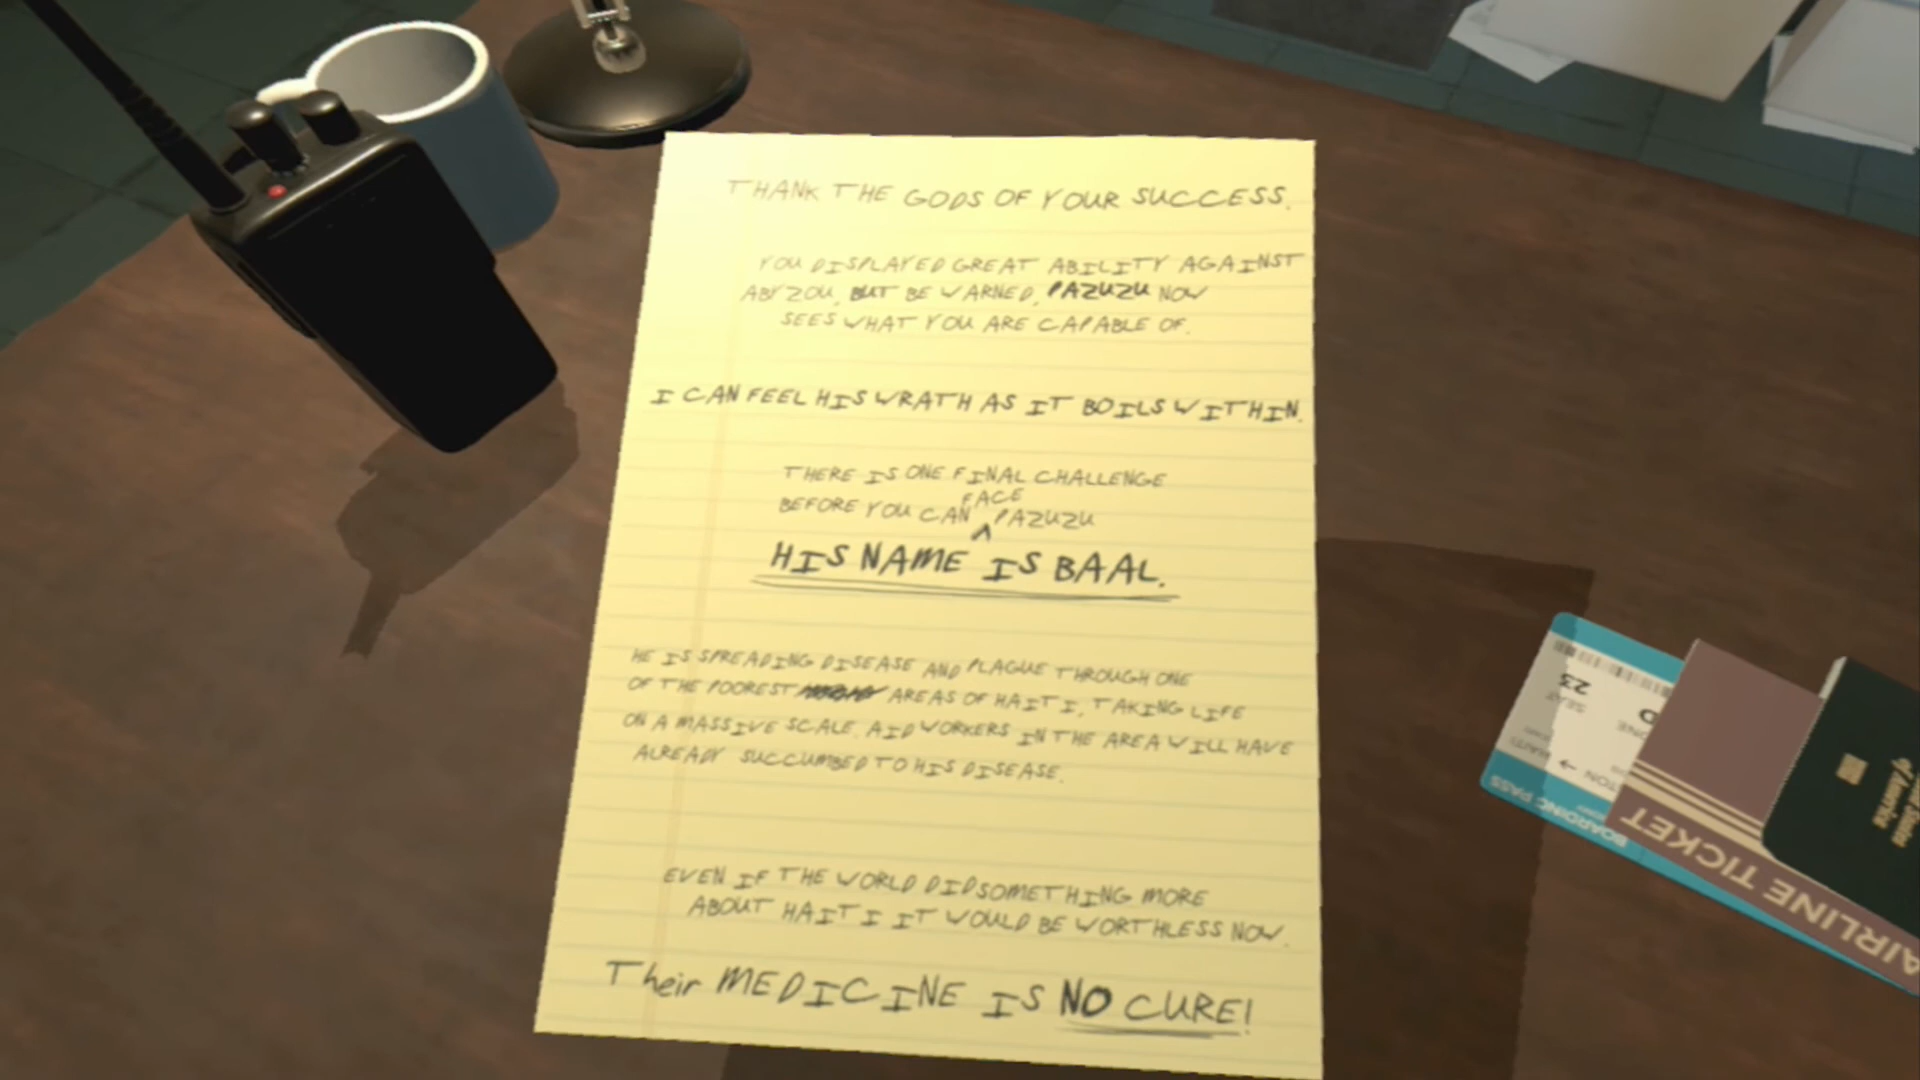 THANK THE GODS OF YOUR SUCCESS.
YOU DISPLAYED GREAT ABILITY AGAINST
ABYZOU, BUT BE WARNED, PAZUZU NOW
SEES WHAT YOU ARE CAPABLE OF.
I CAN FEEL HIS WRATH AS IT BOILS WITHIN.
THERE IS ONE FINAL CHALLENGE
BEFORE YOU CAN FACE PAZUZU
HIS NAME IS BAAL.
HE IS SPREADING DISEASE AND PLAGUE THROUGH ONE
OF THE POOREST AREAS OF HAITI, TAKING LIFE
ON A MASSIVE SCALE. AID WORKERS IN THE AREA WILL HAVE
ALREADY SUCCUMBED TO HIS DISEASE.
EVEN IF THE WORLD DID SOMETHING MORE
ABOUT HAITI IT WOULD BE WORTHLESS NOW.
Their MEDICINE IS NO CURE!
BOARDING PASS
SEAT
23
AIRLINE TICKET
of America